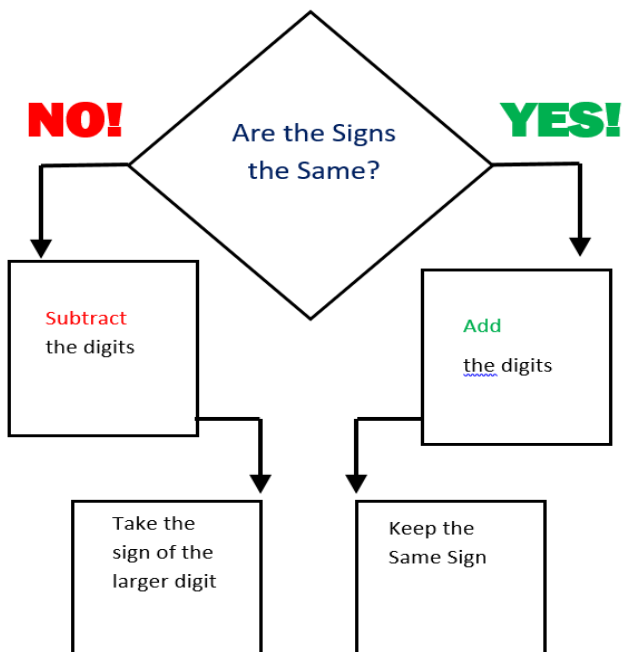 NO!
YES!
Are the Signs
the Same?
Subtract
the digits
Add
the digits
Take the
sign of the
larger digit
Keep the
Same Sign